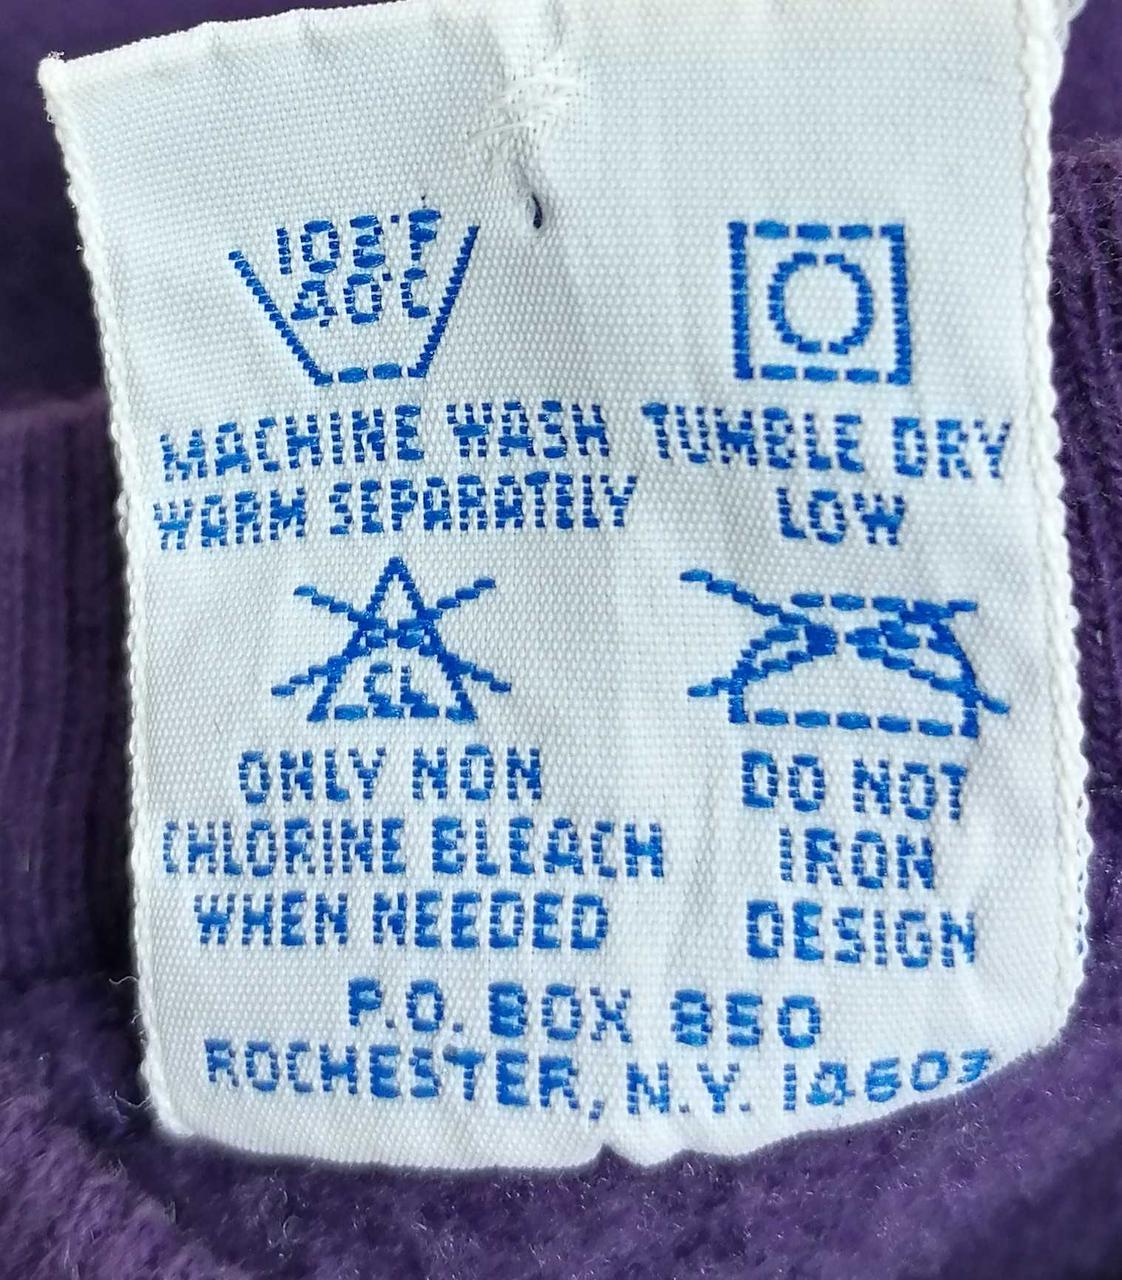 102°F
40°C
MACHINE WASH
WARM SEPARATELY
TUMBLE DRY
LOW
CL
ONLY NON
CHLORINE BLEACH
WHEN NEEDED
DO NOT
IRON
DESIGN
P.O. BOX 850
ROCHESTER, N.Y. 14603